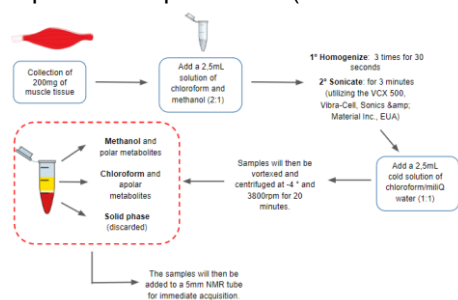 Collection of
200mg of
muscle tissue
Add a 2,5mL
solution of
chloroform and
methanol (2:1)
1° Homogenize: 3 times for 30
seconds
2° Sonicate: for 3 minutes
(utilizing the VCX 500,
Vibra-Cell, Sonics &amp;
Material Inc., EUA)
Add a 2,5mL
cold solution of
chloroform/miliQ
water (1:1)
Samples will then be
vortexed and
centrifuged at -4 ° and
3800rpm for 20
minutes.
Methanol and
polar metabolites
Chloroform and
apolar
metabolites
Solid phase
(discarded)
The samples will then be
added to a 5mm NMR tube
for immediate acquisition.